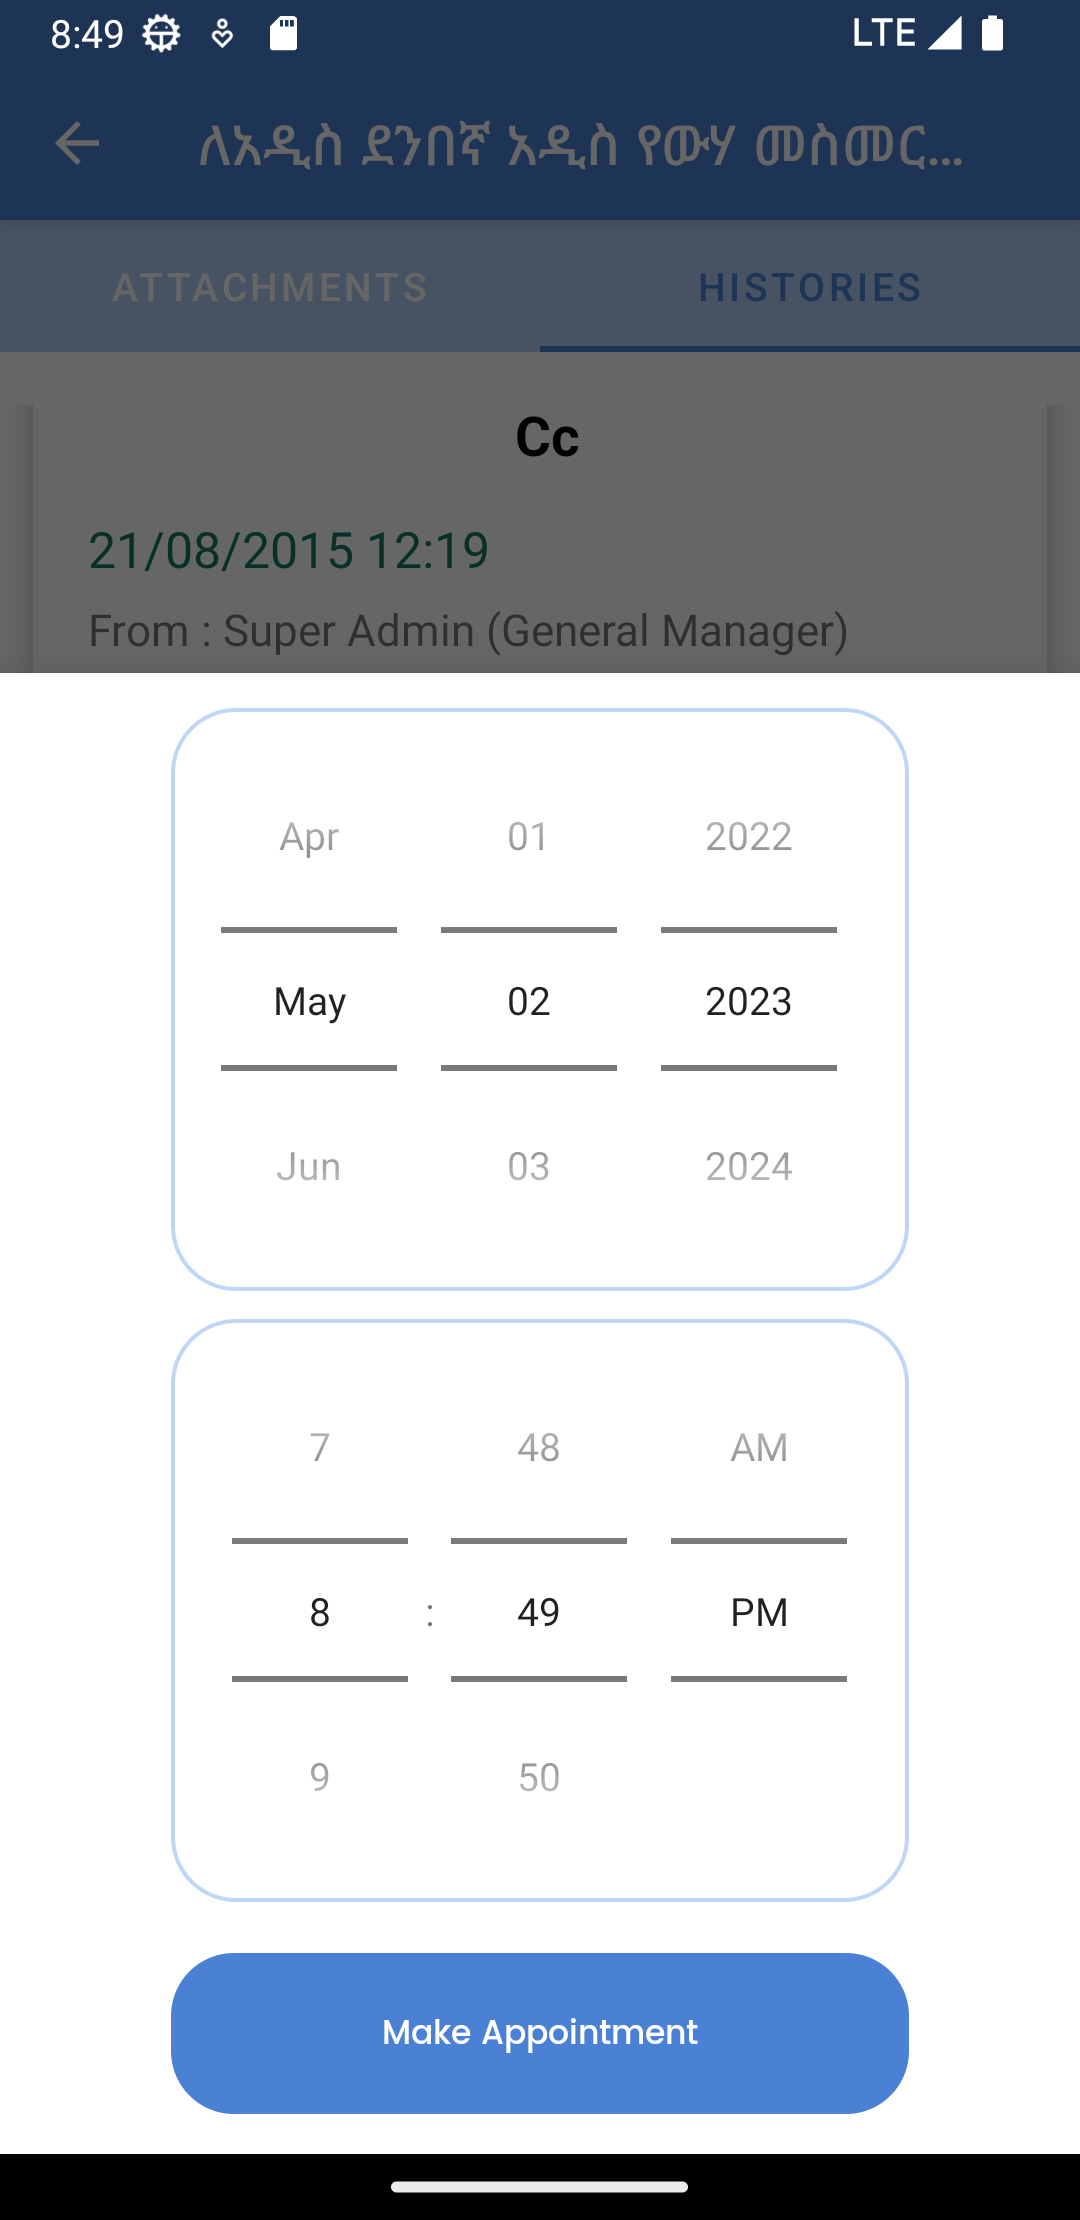 8:49 LTE
ለአዲስ ደንበኛ አዲስ የውሃ መስመር...
ATTACHMENTS HISTORIES
Cc
21/08/2015 12:19
From : Super Admin (General Manager)
Apr 01 2022
May 02 2023
Jun 03 2024
7 48 AM
8 : 49 PM
9 50
Make Appointment